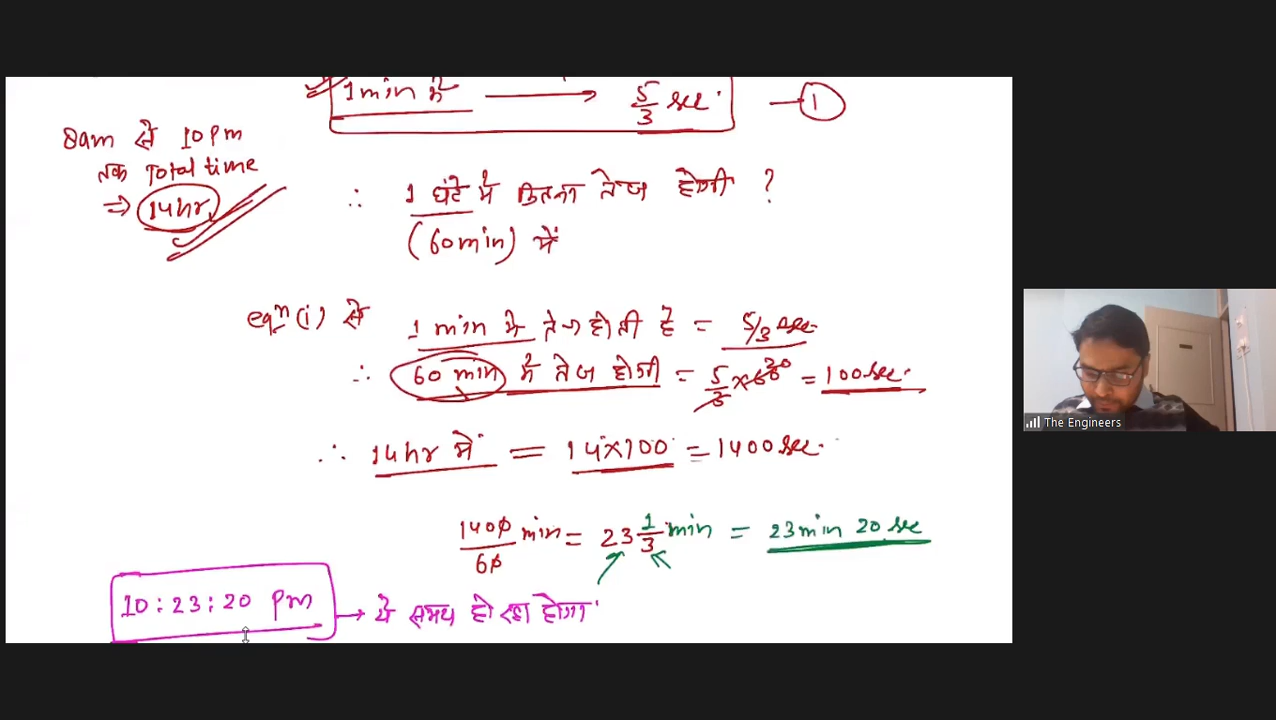 1 min में → 5/3 sec. — 1
8am से 10pm
तक Total time
⇒ 14hr
∴ 1 घंटे में कितना तेज होगी ?
(60min) में
eqn (i) से
1 min में तेज होती है = 5/3 sec.
∴ 60 min में तेज होगी = 5/3 × 60 20 = 100 sec.
∴ 14hr में = 14×100 = 1400 sec.
1400/60 min = 23 1/3 min = 23min 20 sec
10:23:20 pm → ये समय हो रहा होगा
The Engineers